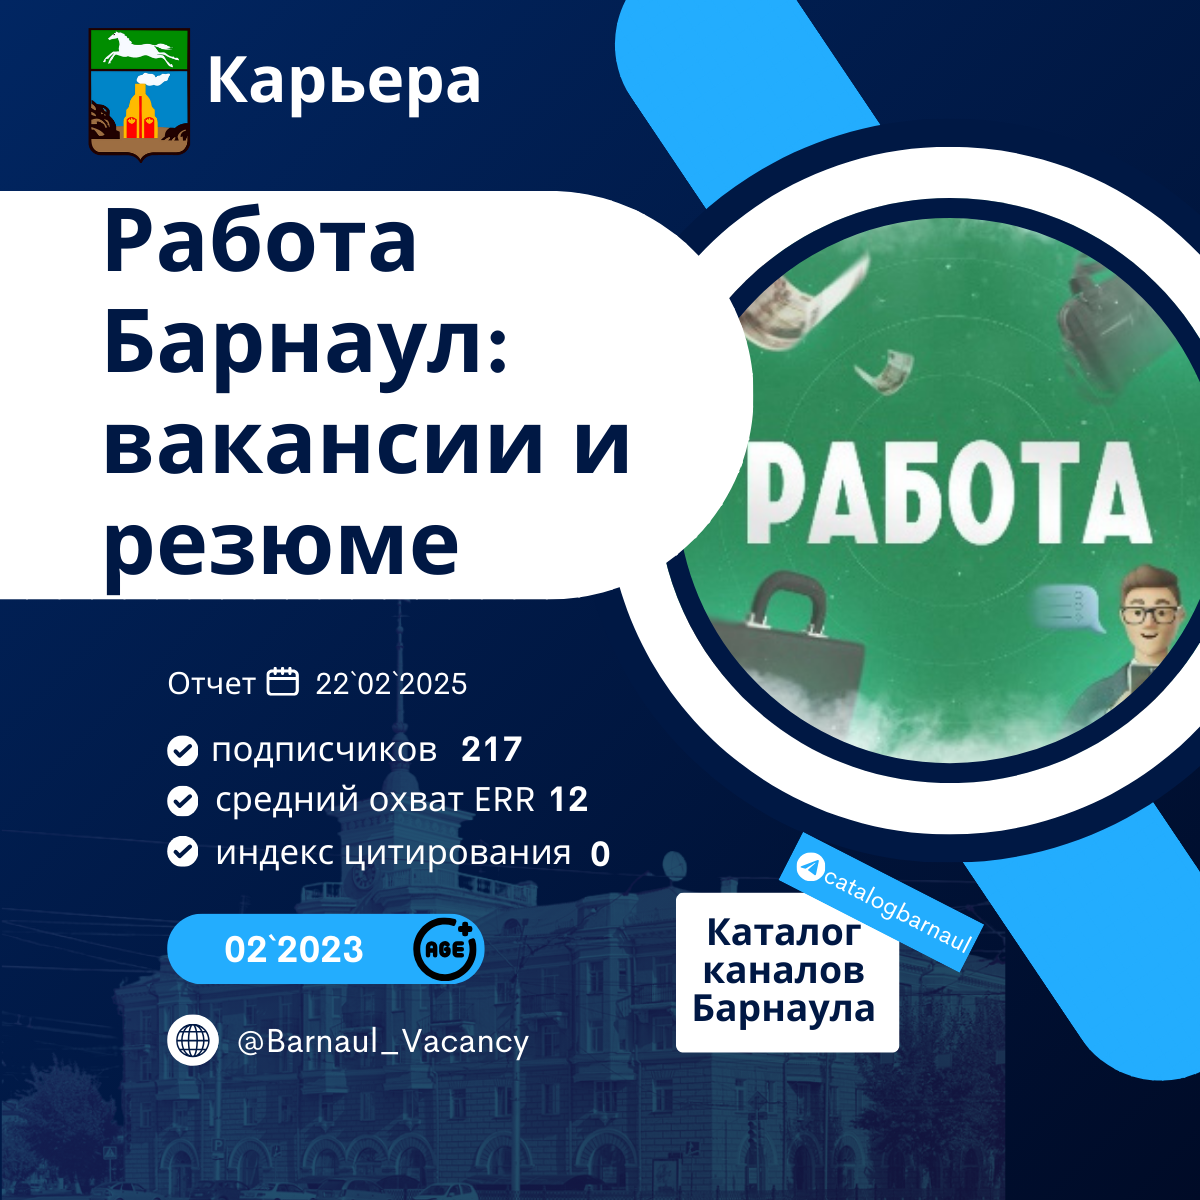 Карьера
Работа
Барнаул:
вакансии и
резюме
РАБОТА
Отчет 22`02`2025
подписчиков 217
средний охват ERR 12
индекс цитирования 0
02`2023
AGE+
@Barnaul_Vacancy
catalogbarnaul
Каталог
каналов
Барнаула